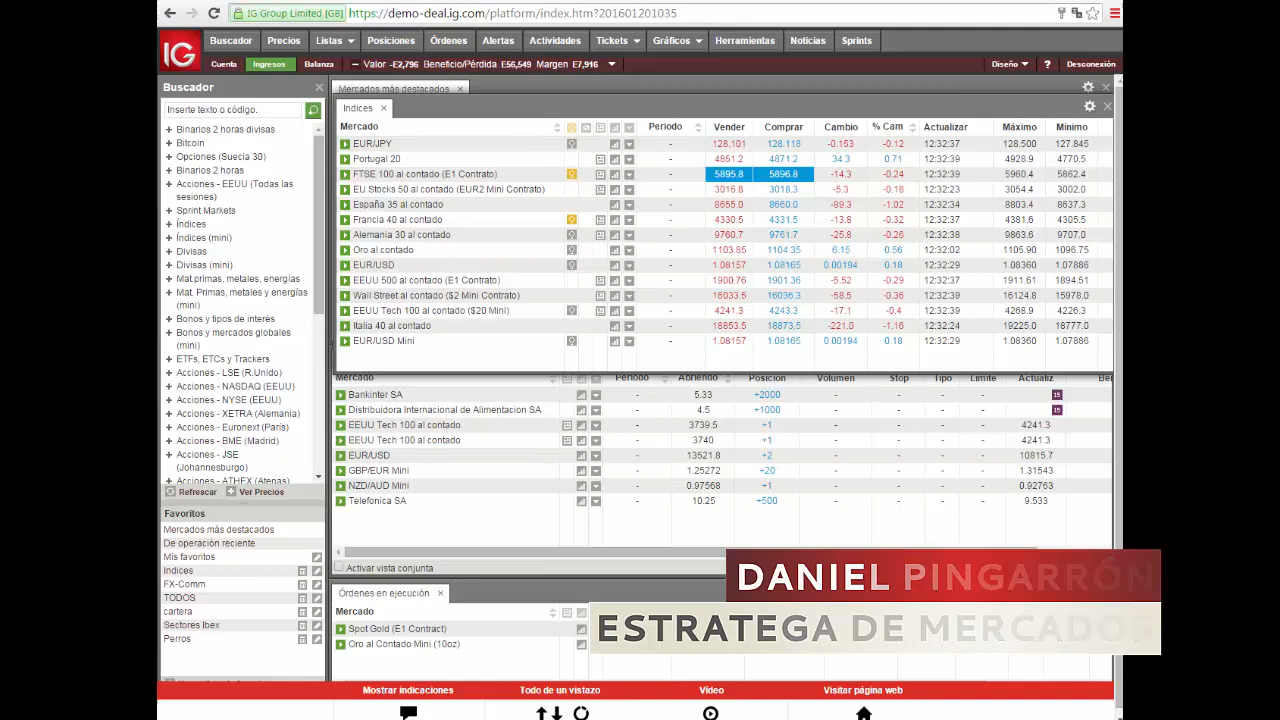 IG Group Limited [GB] https://demo-deal.ig.com/platform/index.htm?201601201035
IG
Buscador Precios Listas Posiciones Órdenes Alertas Actividades Tickets Gráficos Herramientas Noticias Sprints
Cuenta Ingresos Balanza Valor -E2,796 Beneficio/Pérdida E56,549 Margen E7,916 Diseño ? Desconexión
Buscador
Inserte texto o código.
Binarios 2 horas divisas
Bitcoin
Opciones (Suecia 30)
Binarios 2 horas
Acciones - EEUU (Todas las
sesiones)
Sprint Markets
Índices
Índices (mini)
Divisas
Divisas (mini)
Mat.primas, metales, energías
Mat. Primas, metales y energías
(mini)
Bonos y tipos de interés
Bonos y mercados globales
(mini)
ETFs, ETCs y Trackers
Acciones - LSE (R.Unido)
Acciones - NASDAQ (EEUU)
Acciones - NYSE (EEUU)
Acciones - XETRA (Alemania)
Acciones - Euronext (París)
Acciones - BME (Madrid)
Acciones - JSE
(Johannesburgo)
Acciones - ATHEX (Atenas)
Refrescar Ver Precios
Favoritos
Mercados más destacados
De operación reciente
Mis favoritos
Indices
FX-Comm
TODOS
cartera
Sectores Ibex
Perros
Mercados más destacados
Indices
Mercado Periodo Vender Comprar Cambio % Cam Actualizar Máximo Mínimo
EUR/JPY - 128.101 128.118 -0.153 -0.12 12:32:37 128.500 127.845
Portugal 20 - 4851.2 4871.2 34.3 0.71 12:32:39 4928.9 4770.5
FTSE 100 al contado (E1 Contrato) - 5895.8 5896.8 -14.3 -0.24 12:32:39 5960.4 5862.4
EU Stocks 50 al contado (EUR2 Mini Contrato) - 3016.8 3018.3 -5.3 -0.18 12:32:23 3054.4 3002.0
España 35 al contado - 8655.0 8660.0 -89.3 -1.02 12:32:34 8803.4 8637.3
Francia 40 al contado - 4330.5 4331.5 -13.8 -0.32 12:32:37 4381.6 4305.5
Alemania 30 al contado - 9760.7 9761.7 -25.8 -0.26 12:32:38 9863.6 9707.0
Oro al contado - 1103.85 1104.35 6.15 0.56 12:32:02 1105.90 1096.75
EUR/USD - 1.08157 1.08165 0.00194 0.18 12:32:29 1.08360 1.07886
EEUU 500 al contado (E1 Contrato) - 1900.76 1901.36 -5.52 -0.29 12:32:37 1911.61 1894.51
Wall Street al contado ($2 Mini Contrato) - 16033.5 16036.3 -58.5 -0.36 12:32:39 16124.8 15978.0
EEUU Tech 100 al contado ($20 Mini) - 4241.3 4243.3 -17.1 -0.4 12:32:39 4268.9 4226.3
Italia 40 al contado - 18853.5 18873.5 -221.0 -1.16 12:32:24 19225.0 18777.0
EUR/USD Mini - 1.08157 1.08165 0.00194 0.18 12:32:29 1.08360 1.07886
Mercado Periodo Abriendo Posición Volumen Stop Tipo Límite Actualiz Ber
Bankinter SA - 5.33 +2000 - - - - 15
Distribuidora Internacional de Alimentacion SA - 4.5 +1000 - - - - 15
EEUU Tech 100 al contado - 3739.5 +1 - - - - 4241.3
EEUU Tech 100 al contado - 3740 +1 - - - - 4241.3
EUR/USD - 13521.8 +2 - - - - 10815.7
GBP/EUR Mini - 1.25272 +20 - - - - 1.31543
NZD/AUD Mini - 0.97568 +1 - - - - 0.92763
Telefonica SA - 10.25 +500 - - - - 9.533
Activar vista conjunta
Órdenes en ejecución
Mercado
Spot Gold (E1 Contract)
Oro al Contado Mini (10oz)
DANIEL PINGARRÓN
ESTRATEGA DE MERCADOS
Mostrar indicaciones Todo de un vistazo Vídeo Visitar página web